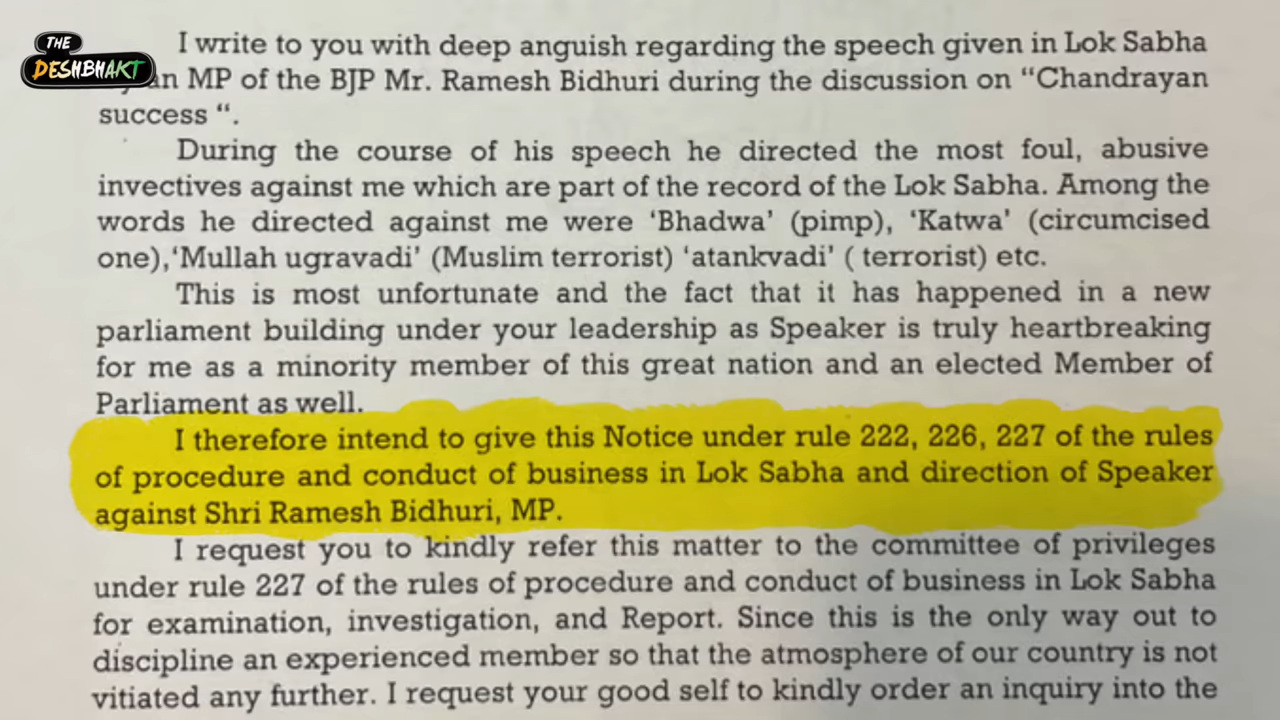 THE
DESHBHAKT
I write to you with deep anguish regarding the speech given in Lok Sabha
an MP of the BJP Mr. Ramesh Bidhuri during the discussion on “Chandrayan
success “.
During the course of his speech he directed the most foul, abusive
invectives against me which are part of the record of the Lok Sabha. Among the
words he directed against me were ‘Bhadwa’ (pimp), ‘Katwa’ (circumcised
one),‘Mullah ugravadi’ (Muslim terrorist) ‘atankvadi’ ( terrorist) etc.
This is most unfortunate and the fact that it has happened in a new
parliament building under your leadership as Speaker is truly heartbreaking
for me as a minority member of this great nation and an elected Member of
Parliament as well.
I therefore intend to give this Notice under rule 222, 226, 227 of the rules
of procedure and conduct of business in Lok Sabha and direction of Speaker
against Shri Ramesh Bidhuri, MP.
I request you to kindly refer this matter to the committee of privileges
under rule 227 of the rules of procedure and conduct of business in Lok Sabha
for examination, investigation, and Report. Since this is the only way out to
discipline an experienced member so that the atmosphere of our country is not
vitiated any further. I request your good self to kindly order an inquiry into the